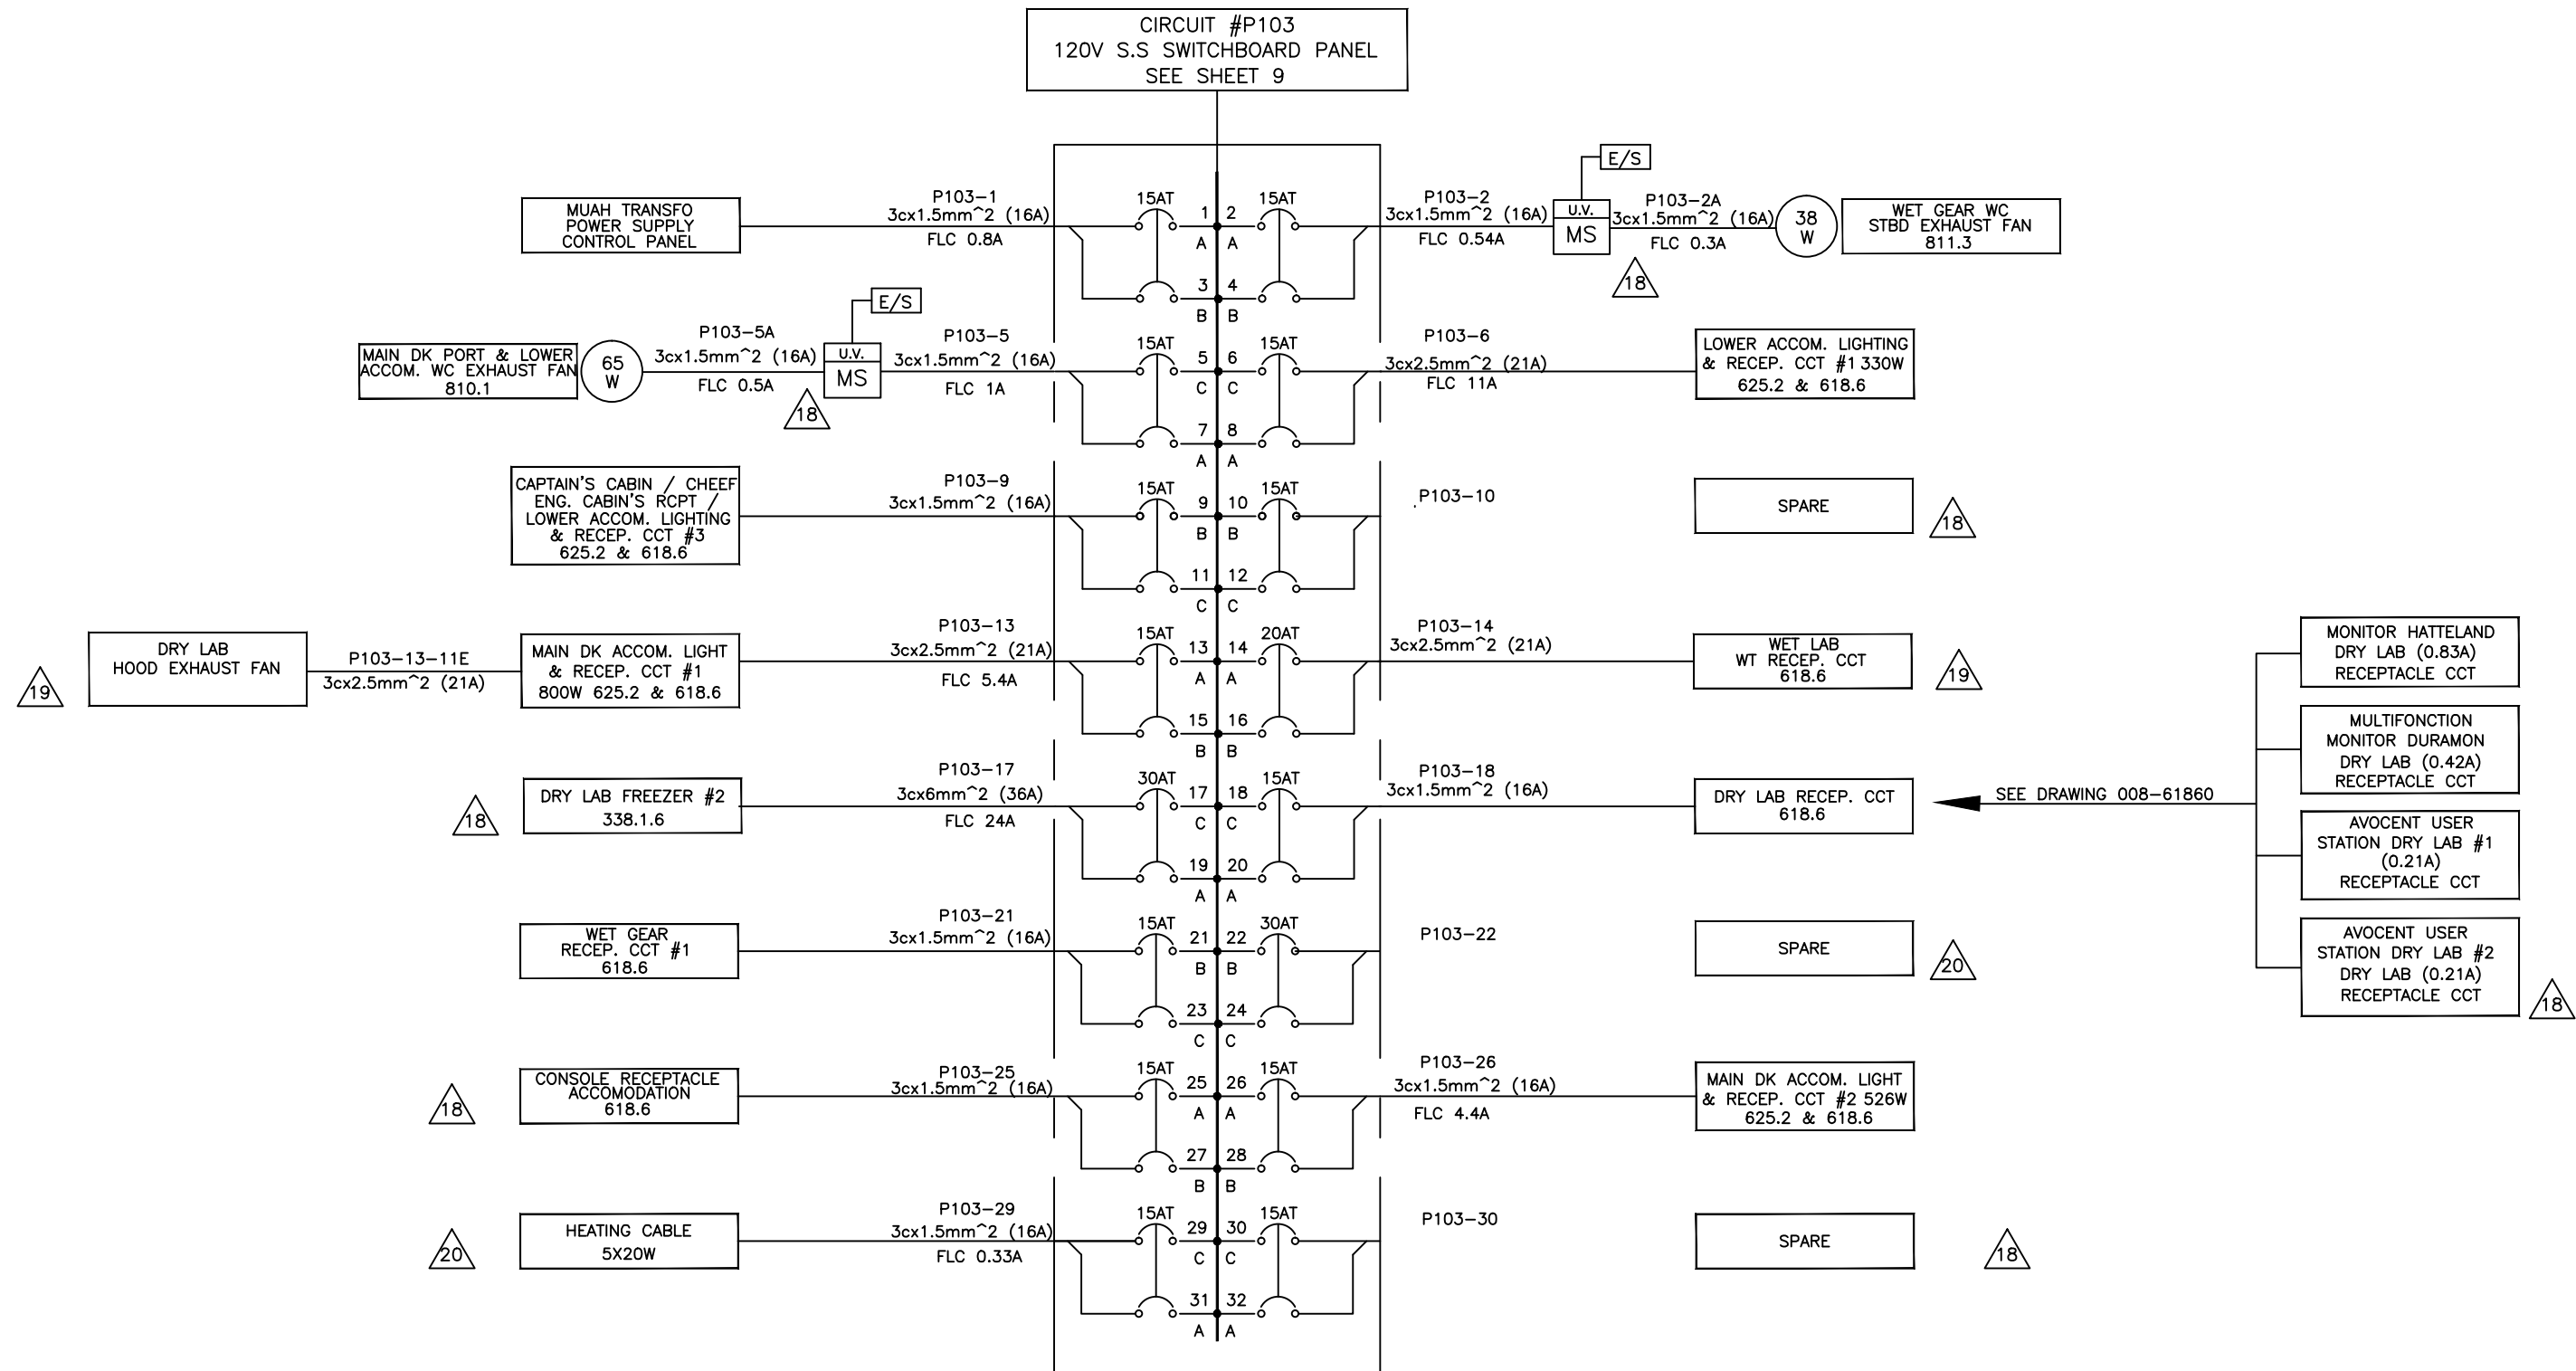 CIRCUIT #P103
120V S.S SWITCHBOARD PANEL
SEE SHEET 9
MUAH TRANSFO
POWER SUPPLY
CONTROL PANEL
P103-1
3cx1.5mm^2 (16A)
FLC 0.8A
15AT
1
A
3
B
2
A
4
B
15AT
P103-2
3cx1.5mm^2 (16A)
FLC 0.54A
E/S
U.V.
MS
P103-2A
3cx1.5mm^2 (16A)
FLC 0.3A
18
38
W
WET GEAR WC
STBD EXHAUST FAN
811.3
MAIN DK PORT & LOWER
ACCOM. WC EXHAUST FAN
810.1
65
W
P103-5A
3cx1.5mm^2 (16A)
FLC 0.5A
18
E/S
U.V.
MS
P103-5
3cx1.5mm^2 (16A)
FLC 1A
15AT
5
C
7
A
6
C
8
A
15AT
P103-6
3cx2.5mm^2 (21A)
FLC 11A
LOWER ACCOM. LIGHTING
& RECEP. CCT #1 330W
625.2 & 618.6
CAPTAIN'S CABIN / CHEEF
ENG. CABIN'S RCPT /
LOWER ACCOM. LIGHTING
& RECEP. CCT #3
625.2 & 618.6
P103-9
3cx1.5mm^2 (16A)
15AT
9
B
11
C
10
B
12
C
15AT
P103-10
SPARE
18
19
DRY LAB
HOOD EXHAUST FAN
P103-13-11E
3cx2.5mm^2 (21A)
MAIN DK ACCOM. LIGHT
& RECEP. CCT #1
800W 625.2 & 618.6
P103-13
3cx2.5mm^2 (21A)
FLC 5.4A
15AT
13
A
15
B
14
A
16
B
20AT
P103-14
3cx2.5mm^2 (21A)
WET LAB
WT RECEP. CCT
618.6
19
18
DRY LAB FREEZER #2
338.1.6
P103-17
3cx6mm^2 (36A)
FLC 24A
30AT
17
C
19
A
18
C
20
A
15AT
P103-18
3cx1.5mm^2 (16A)
DRY LAB RECEP. CCT
618.6
SEE DRAWING 008-61860
MONITOR HATTELAND
DRY LAB (0.83A)
RECEPTACLE CCT
MULTIFONCTION
MONITOR DURAMON
DRY LAB (0.42A)
RECEPTACLE CCT
AVOCENT USER
STATION DRY LAB #1
(0.21A)
RECEPTACLE CCT
AVOCENT USER
STATION DRY LAB #2
DRY LAB (0.21A)
RECEPTACLE CCT
18
WET GEAR
RECEP. CCT #1
618.6
P103-21
3cx1.5mm^2 (16A)
15AT
21
B
23
C
22
B
24
C
30AT
P103-22
SPARE
20
18
CONSOLE RECEPTACLE
ACCOMODATION
618.6
P103-25
3cx1.5mm^2 (16A)
15AT
25
A
27
B
26
A
28
B
15AT
P103-26
3cx1.5mm^2 (16A)
FLC 4.4A
MAIN DK ACCOM. LIGHT
& RECEP. CCT #2 526W
625.2 & 618.6
20
HEATING CABLE
5X20W
P103-29
3cx1.5mm^2 (16A)
FLC 0.33A
15AT
29
C
31
A
30
C
32
A
15AT
P103-30
SPARE
18